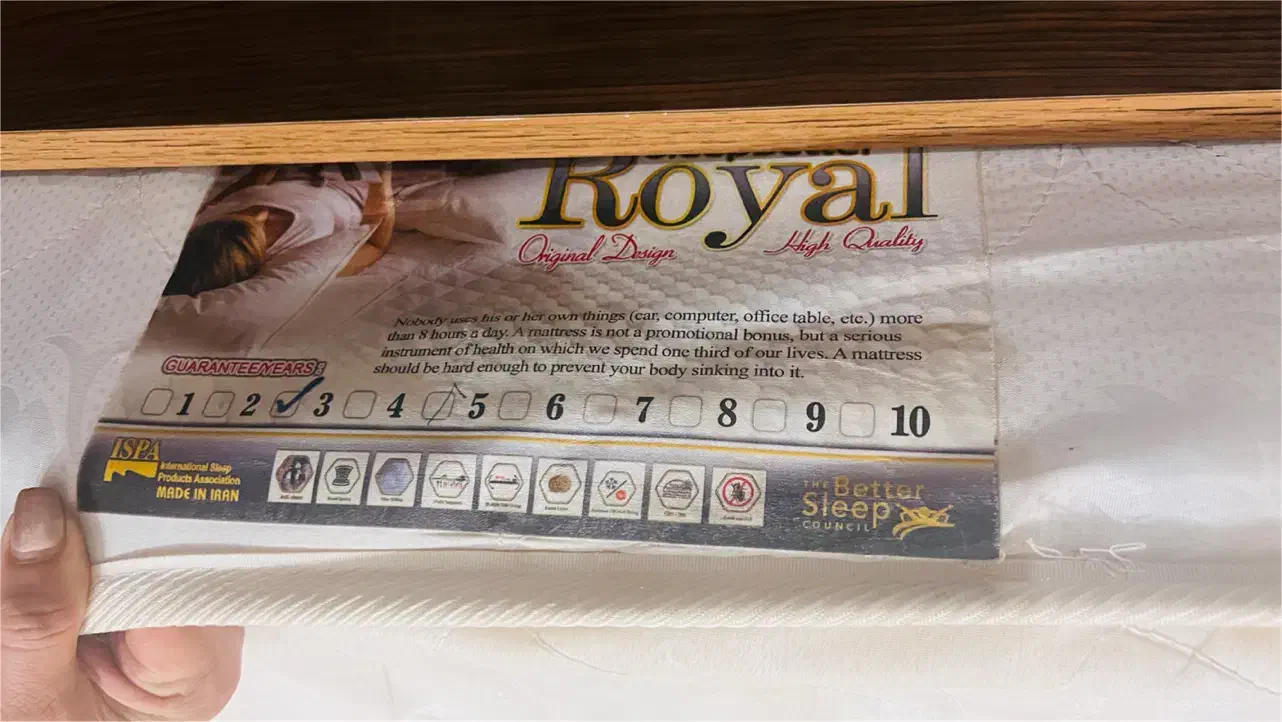 Royal
Original Design
High Quality
Nobody uses his or her own things (car, computer, office table, etc.) more
than 8 hours a day. A mattress is not a promotional bonus, but a serious
instrument of health on which we spend one third of our lives. A mattress
should be hard enough to prevent your body sinking into it.
GUARANTEE/YEARS:
1 2 3 4 5 6 7 8 9 10
ISPA
International Sleep
Products Association
MADE IN IRAN
THE Better
Sleep
COUNCIL